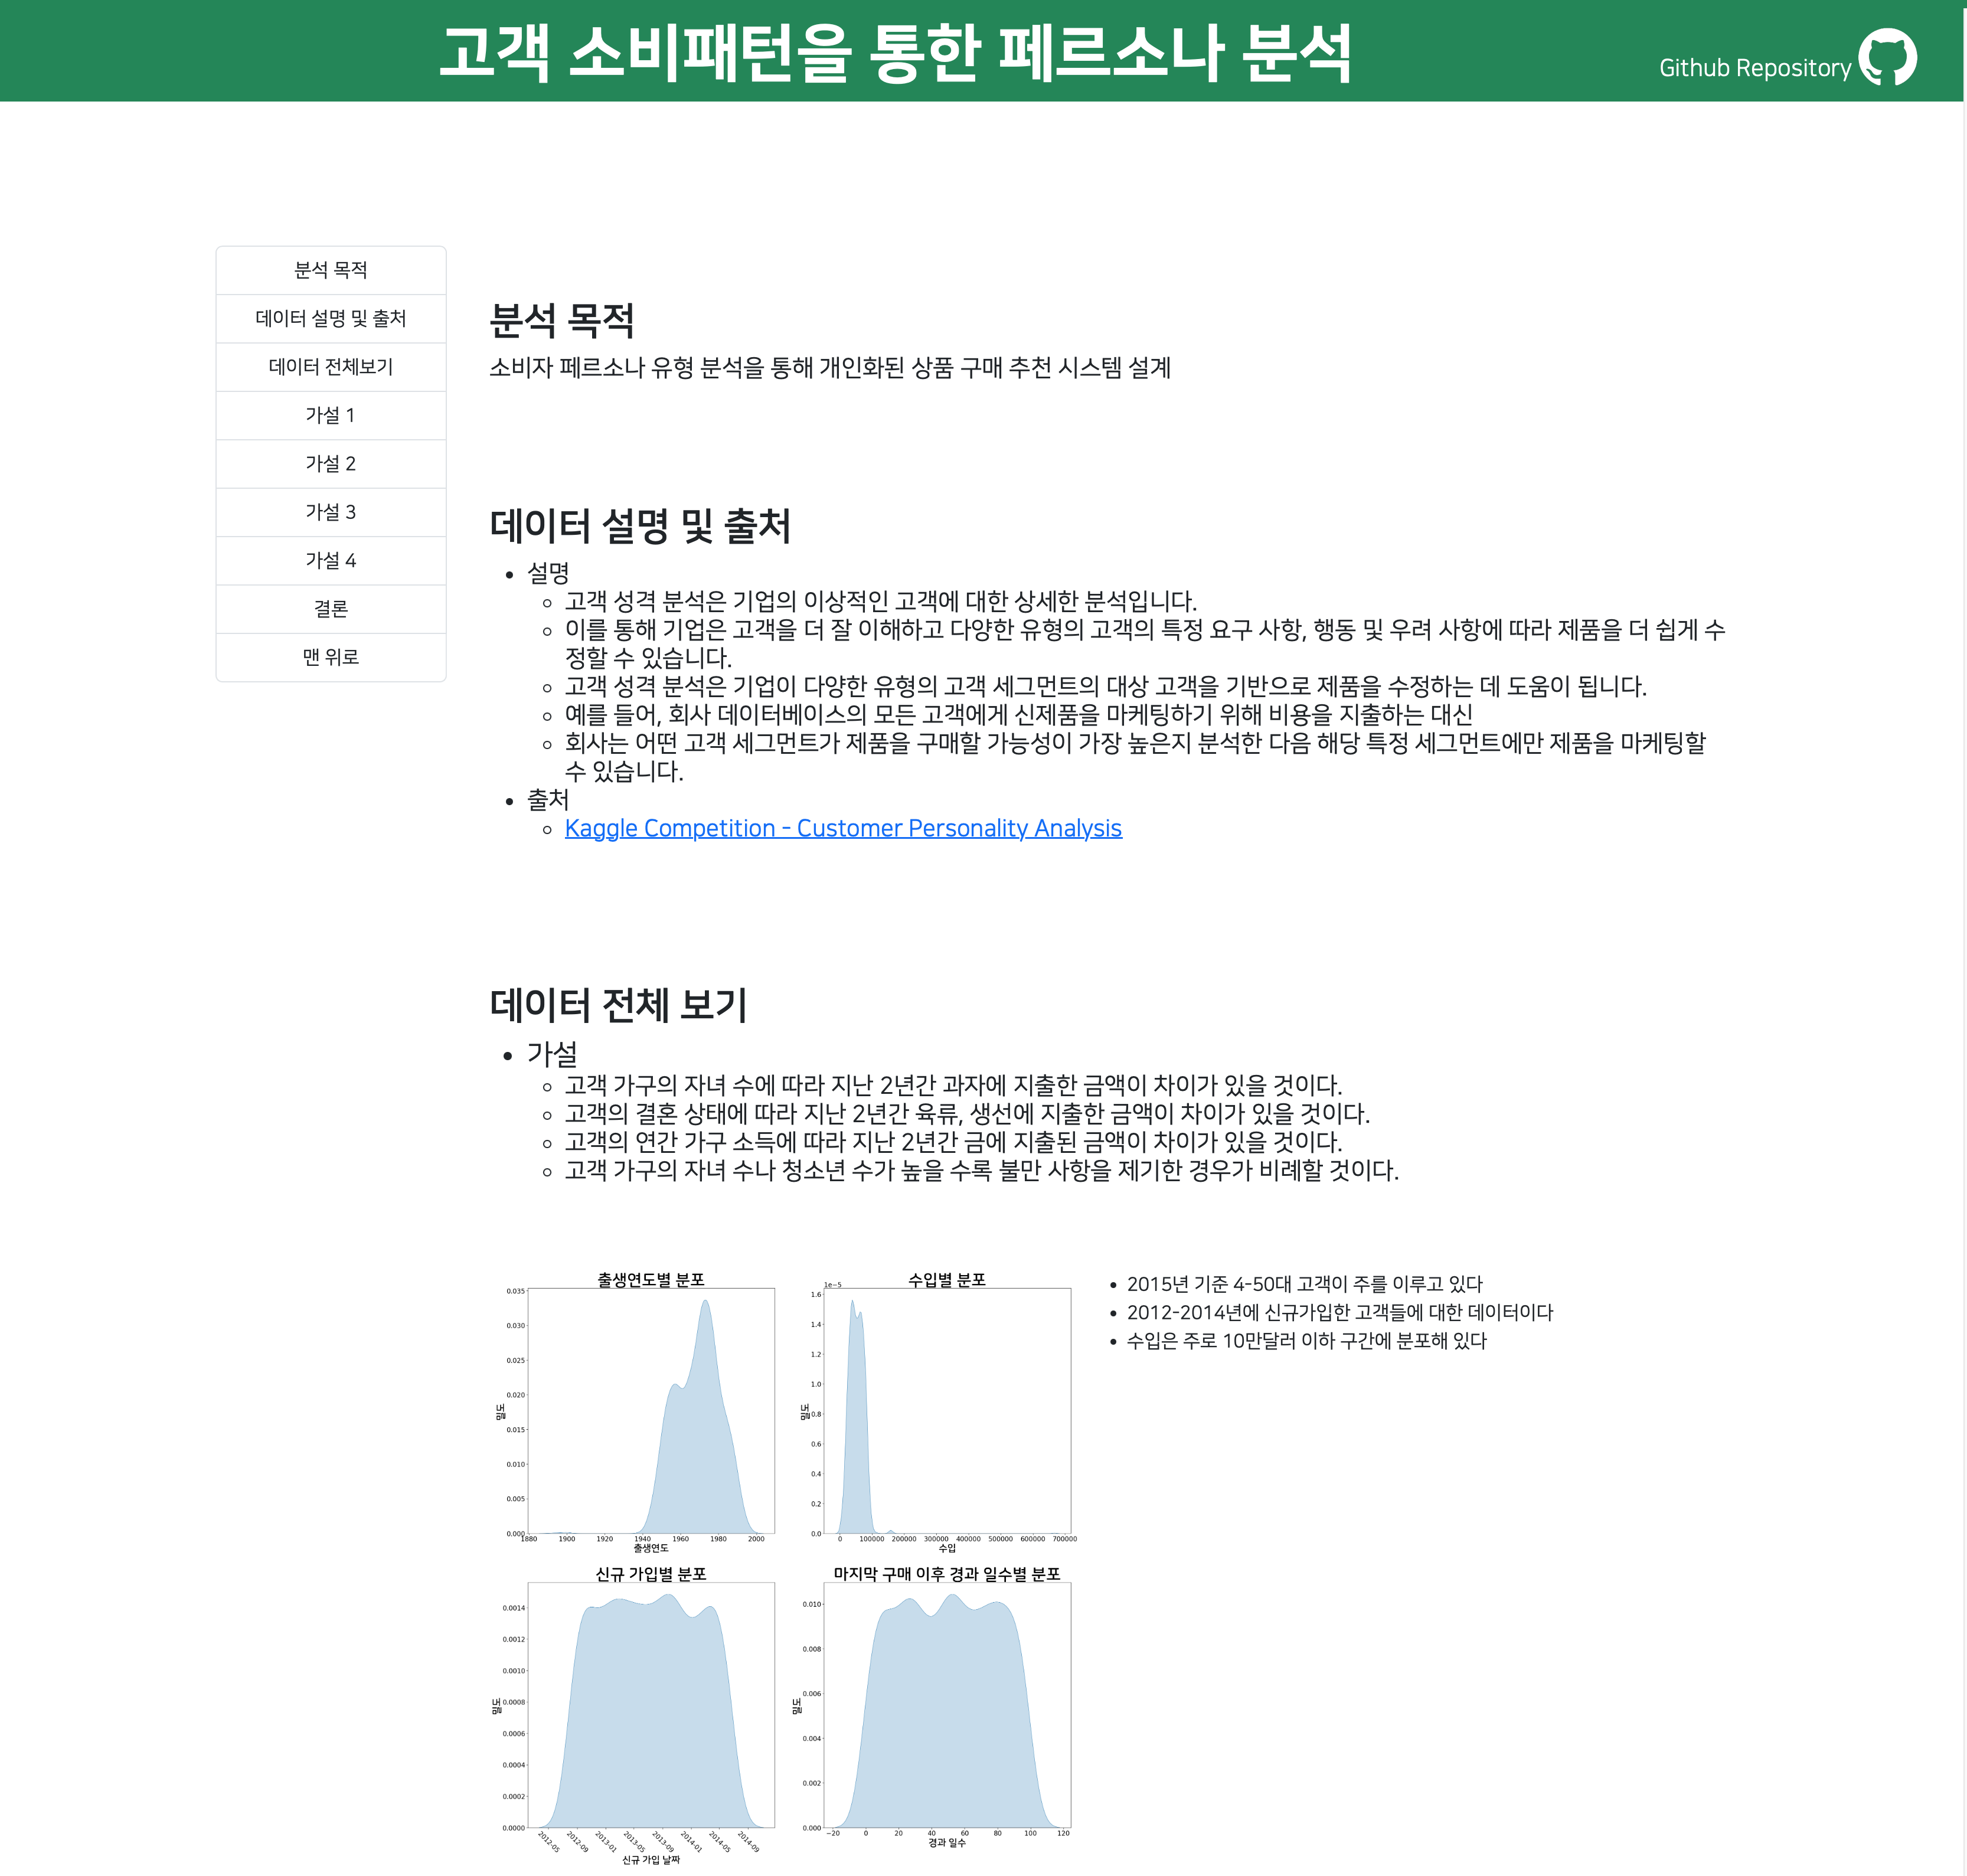 고객 소비패턴을 통한 페르소나 분석
Github Repository
분석 목적
데이터 설명 및 출처
데이터 전체보기
가설 1
가설 2
가설 3
가설 4
결론
맨 위로
분석 목적
소비자 페르소나 유형 분석을 통해 개인화된 상품 구매 추천 시스템 설계
데이터 설명 및 출처
설명
고객 성격 분석은 기업의 이상적인 고객에 대한 상세한 분석입니다.
이를 통해 기업은 고객을 더 잘 이해하고 다양한 유형의 고객의 특정 요구 사항, 행동 및 우려 사항에 따라 제품을 더 쉽게 수
정할 수 있습니다.
고객 성격 분석은 기업이 다양한 유형의 고객 세그먼트의 대상 고객을 기반으로 제품을 수정하는 데 도움이 됩니다.
예를 들어, 회사 데이터베이스의 모든 고객에게 신제품을 마케팅하기 위해 비용을 지출하는 대신
회사는 어떤 고객 세그먼트가 제품을 구매할 가능성이 가장 높은지 분석한 다음 해당 특정 세그먼트에만 제품을 마케팅할
수 있습니다.
출처
Kaggle Competition - Customer Personality Analysis
데이터 전체 보기
가설
고객 가구의 자녀 수에 따라 지난 2년간 과자에 지출한 금액이 차이가 있을 것이다.
고객의 결혼 상태에 따라 지난 2년간 육류, 생선에 지출한 금액이 차이가 있을 것이다.
고객의 연간 가구 소득에 따라 지난 2년간 금에 지출된 금액이 차이가 있을 것이다.
고객 가구의 자녀 수나 청소년 수가 높을 수록 불만 사항을 제기한 경우가 비례할 것이다.
출생연도별 분포
0.035
0.030
0.025
0.020
0.015
0.010
0.005
0.000
밀도
1880 1900 1920 1940 1960 1980 2000
출생연도
수입별 분포
1e-5
1.6
1.4
1.2
1.0
0.8
0.6
0.4
0.2
0.0
밀도
0 100000 200000 300000 400000 500000 600000 700000
수입
2015년 기준 4-50대 고객이 주를 이루고 있다
2012-2014년에 신규가입한 고객들에 대한 데이터이다
수입은 주로 10만달러 이하 구간에 분포해 있다
신규 가입별 분포
0.0014
0.0012
0.0010
0.0008
0.0006
0.0004
0.0002
0.0000
밀도
2012-05 2012-09 2013-01 2013-05 2013-09 2014-01 2014-05 2014-09
신규 가입 날짜
마지막 구매 이후 경과 일수별 분포
0.010
0.008
0.006
0.004
0.002
0.000
밀도
−20 0 20 40 60 80 100 120
경과 일수